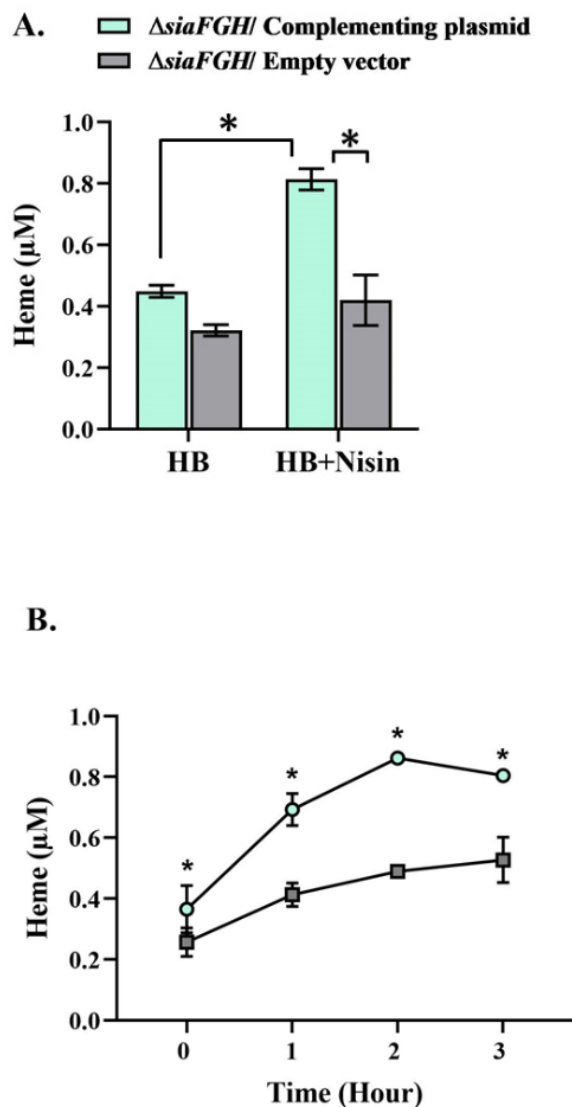 A.
ΔsiaFGH/ Complementing plasmid
ΔsiaFGH/ Empty vector
1.0
*
*
0.8
0.6
0.4
0.2
0.0
Heme (µM)
HB HB+Nisin
B.
1.0
*
*
*
*
0.8
0.6
0.4
0.2
0.0
Heme (µM)
0 1 2 3
Time (Hour)